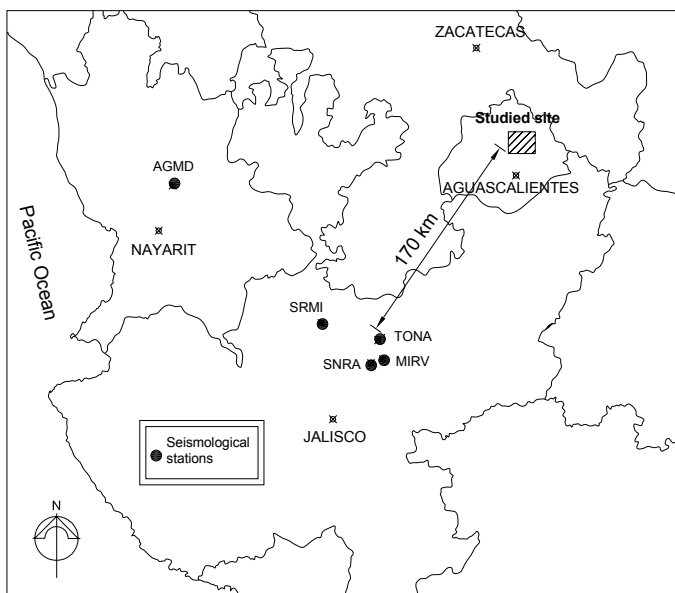 ZACATECAS
Studied site
AGMD
AGUASCALIENTES
Pacific Ocean
NAYARIT
170 km
SRMI
TONA
SNRA
MIRV
JALISCO
Seismological
stations
N